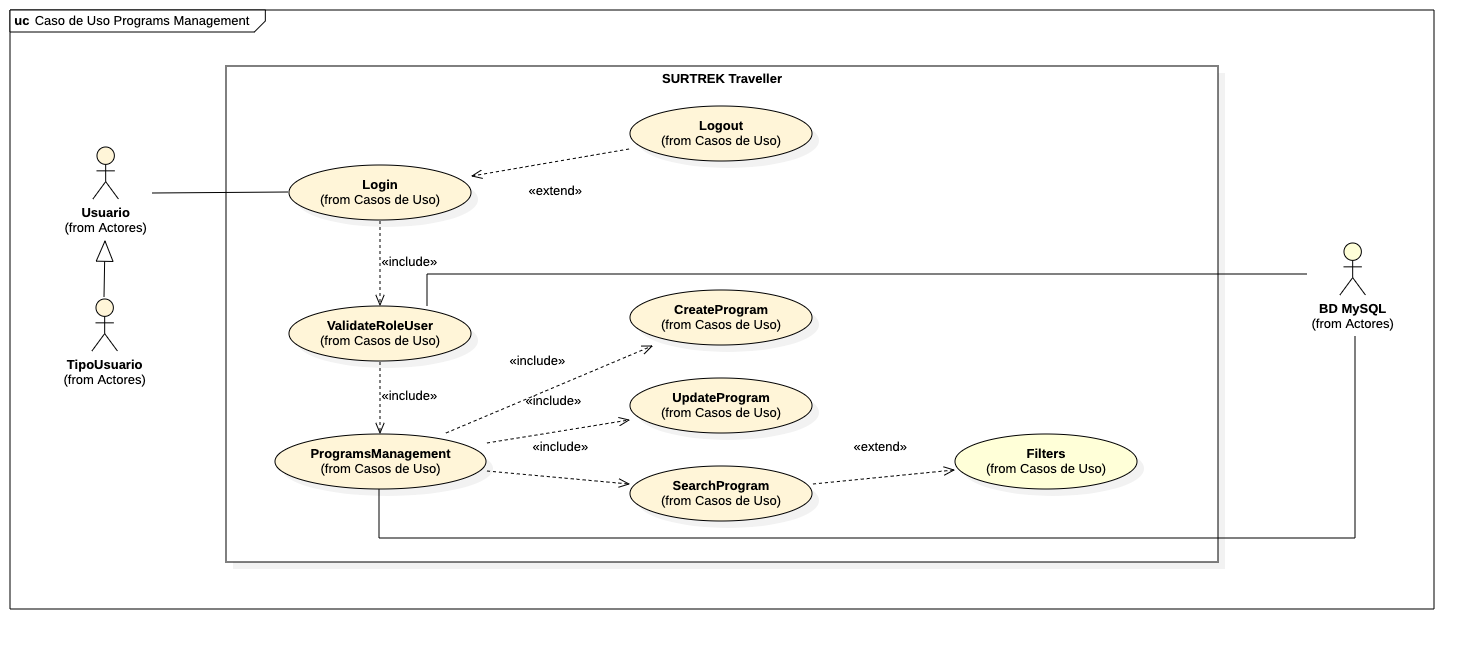 uc Caso de Uso Programs Management
SURTREK Traveller
Logout
(from Casos de Uso)
Login
(from Casos de Uso)
«extend»
Usuario
(from Actores)
«include»
BD MySQL
(from Actores)
CreateProgram
(from Casos de Uso)
ValidateRoleUser
(from Casos de Uso)
«include»
TipoUsuario
(from Actores)
«include»
«include»
UpdateProgram
(from Casos de Uso)
«include»
«extend»
ProgramsManagement
(from Casos de Uso)
Filters
(from Casos de Uso)
SearchProgram
(from Casos de Uso)